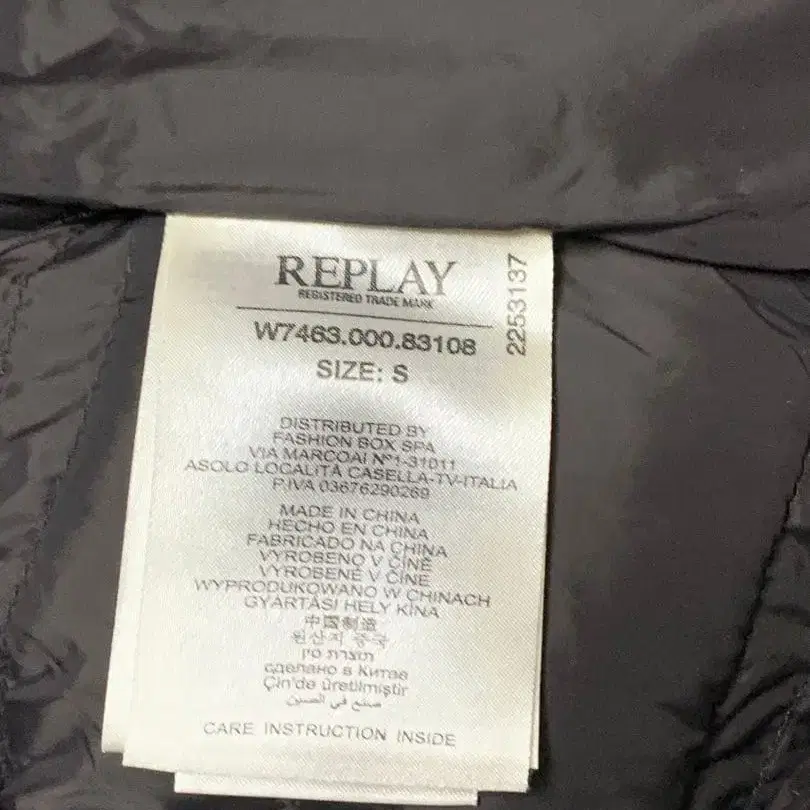 REPLAY
REGISTERED TRADE MARK
2253137
W7463.000.83108
SIZE: S
DISTRIBUTED BY
FASHION BOX SPA
VIA MARCOAI N°1-31011
ASOLO LOCALITÀ CASELLA-TV-ITALIA
P.IVA 03676290269
MADE IN CHINA
HECHO EN CHINA
FABRICADO NA CHINA
VYROBENO V ČÍNĚ
VYROBENÉ V ČÍNE
WYPRODUKOWANO W CHINACH
GYÁRTÁSI HELY KÍNA
中国制造
원산지 중국
תוצרת סין
сделано в Китае
Çin'de üretilmiştir
صنع في الصين
CARE INSTRUCTION INSIDE